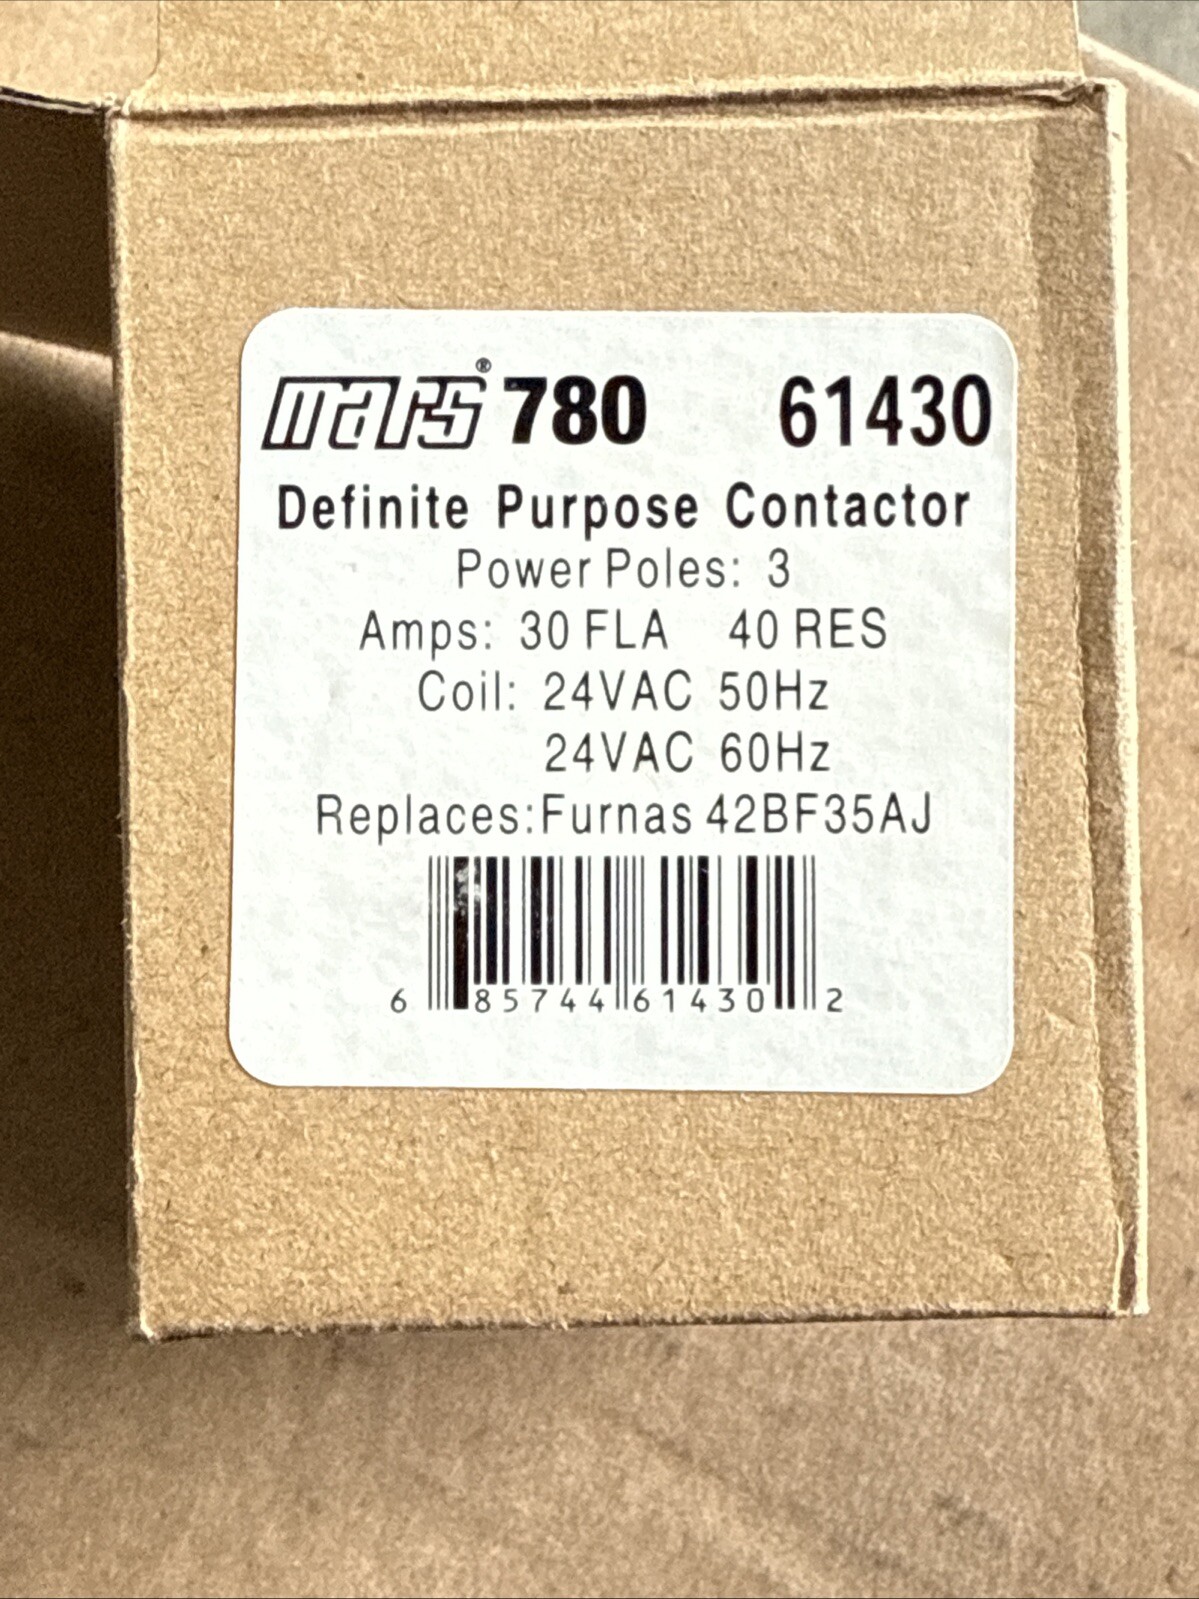 mars® 780 61430
Definite Purpose Contactor
Power Poles: 3
Amps: 30 FLA 40 RES
Coil: 24VAC 50Hz
24VAC 60Hz
Replaces:Furnas 42BF35AJ
6 85744 61430 2